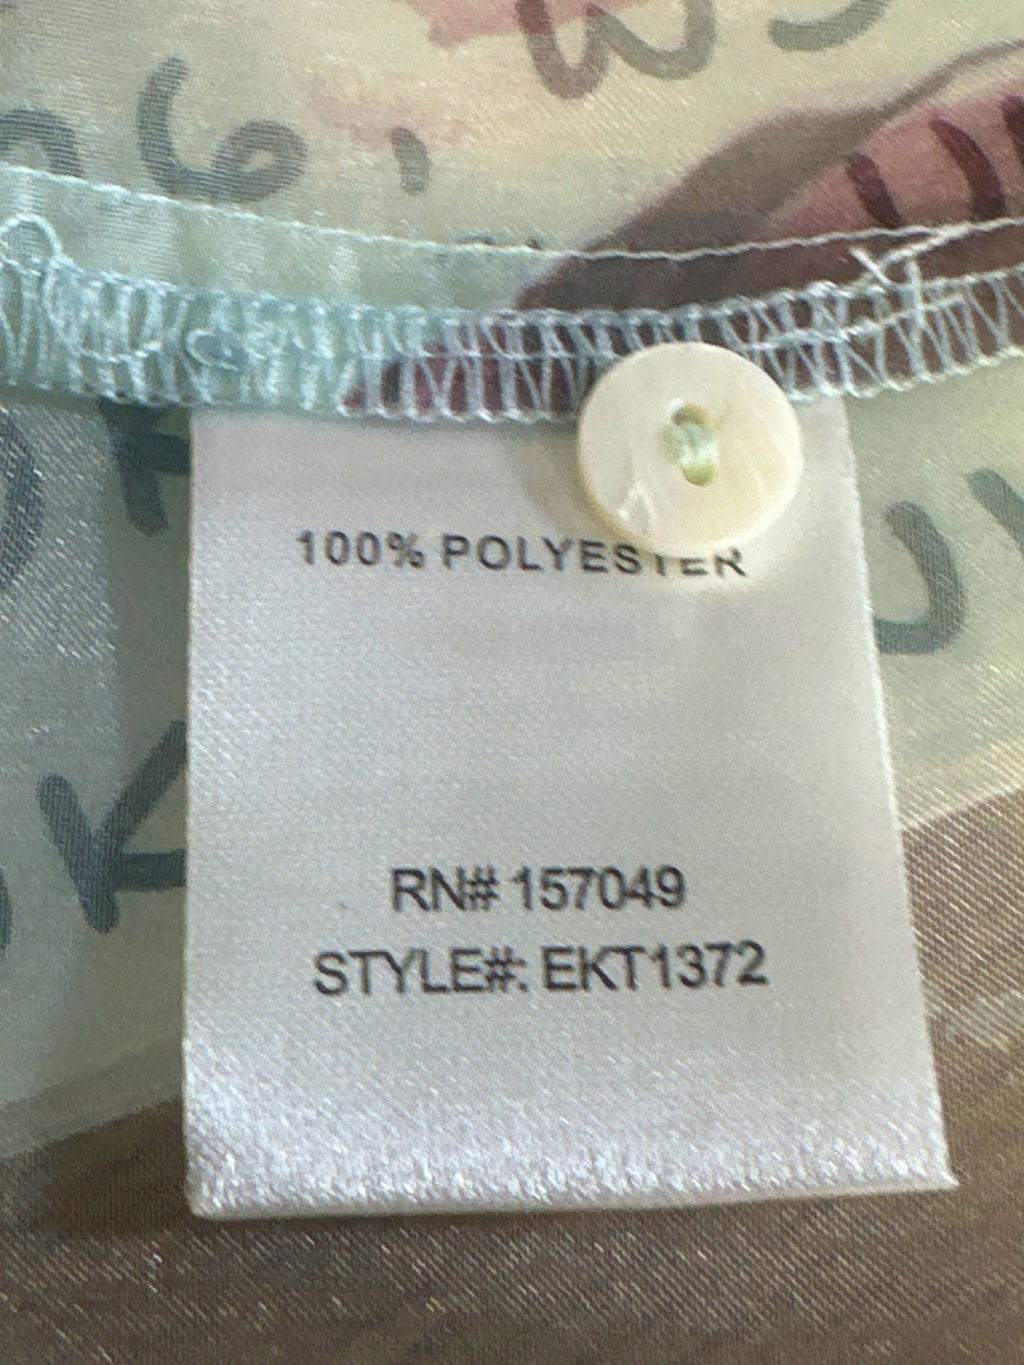 100% POLYESTER
RN# 157049
STYLE#: EKT1372